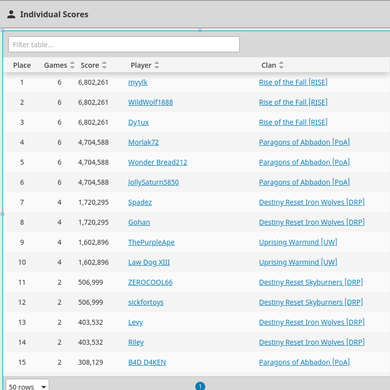 Individual Scores
Filter table...
Place Games Score Player Clan
1 6 6,802,261 myylk Rise of the Fall [RISE]
2 6 6,802,261 WildWolf1888 Rise of the Fall [RISE]
3 6 6,802,261 Dy1ux Rise of the Fall [RISE]
4 6 4,704,588 Morlak72 Paragons of Abbadon [PoA]
5 6 4,704,588 Wonder Bread212 Paragons of Abbadon [PoA]
6 6 4,704,588 JollySaturn5850 Paragons of Abbadon [PoA]
7 4 1,720,295 Spadez Destiny Reset Iron Wolves [DRP]
8 4 1,720,295 Gohan Destiny Reset Iron Wolves [DRP]
9 4 1,602,896 ThePurpleApe Uprising Warmind [UW]
10 4 1,602,896 Law Dog XIII Uprising Warmind [UW]
11 2 506,999 ZEROCOOL66 Destiny Reset Skyburners [DRP]
12 2 506,999 sickfortoys Destiny Reset Skyburners [DRP]
13 2 403,532 Levy Destiny Reset Iron Wolves [DRP]
14 2 403,532 Riley Destiny Reset Iron Wolves [DRP]
15 2 308,129 B4D D4KEN Paragons of Abbadon [PoA]
50 rows 1